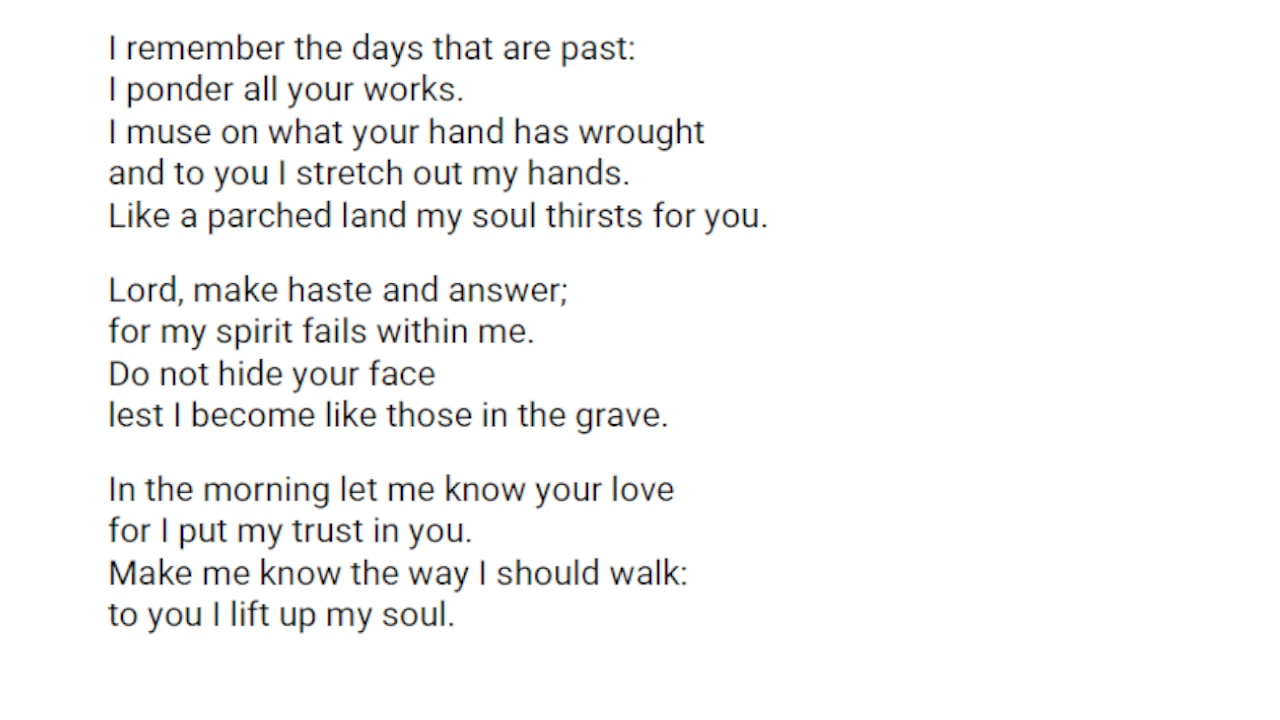 I remember the days that are past:
I ponder all your works.
I muse on what your hand has wrought
and to you I stretch out my hands.
Like a parched land my soul thirsts for you.
Lord, make haste and answer;
for my spirit fails within me.
Do not hide your face
lest I become like those in the grave.
In the morning let me know your love
for I put my trust in you.
Make me know the way I should walk:
to you I lift up my soul.